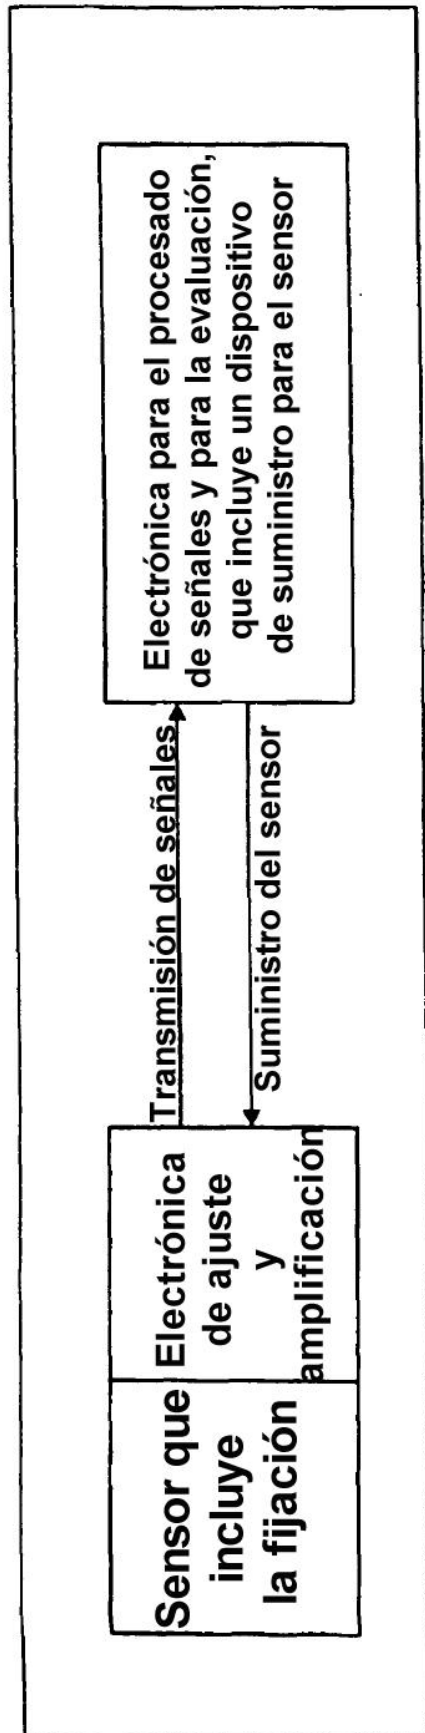 Sensor que
incluye
la fijación
Electrónica
de ajuste
y
amplificación
Transmisión de señales
Suministro del sensor
Electrónica para el procesado
de señales y para la evaluación,
que incluye un dispositivo
de suministro para el sensor